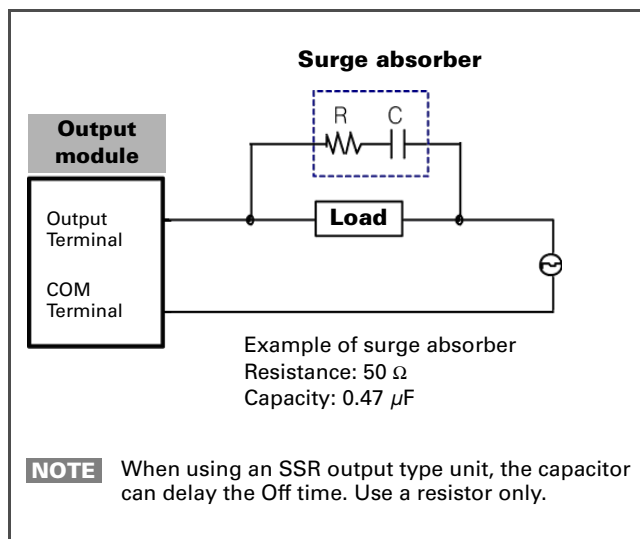 Surge absorber
R C
Output
module
Output
Terminal
Load
COM
Terminal
Example of surge absorber
Resistance: 50 Ω
Capacity: 0.47 µF
NOTE When using an SSR output type unit, the capacitor
can delay the Off time. Use a resistor only.